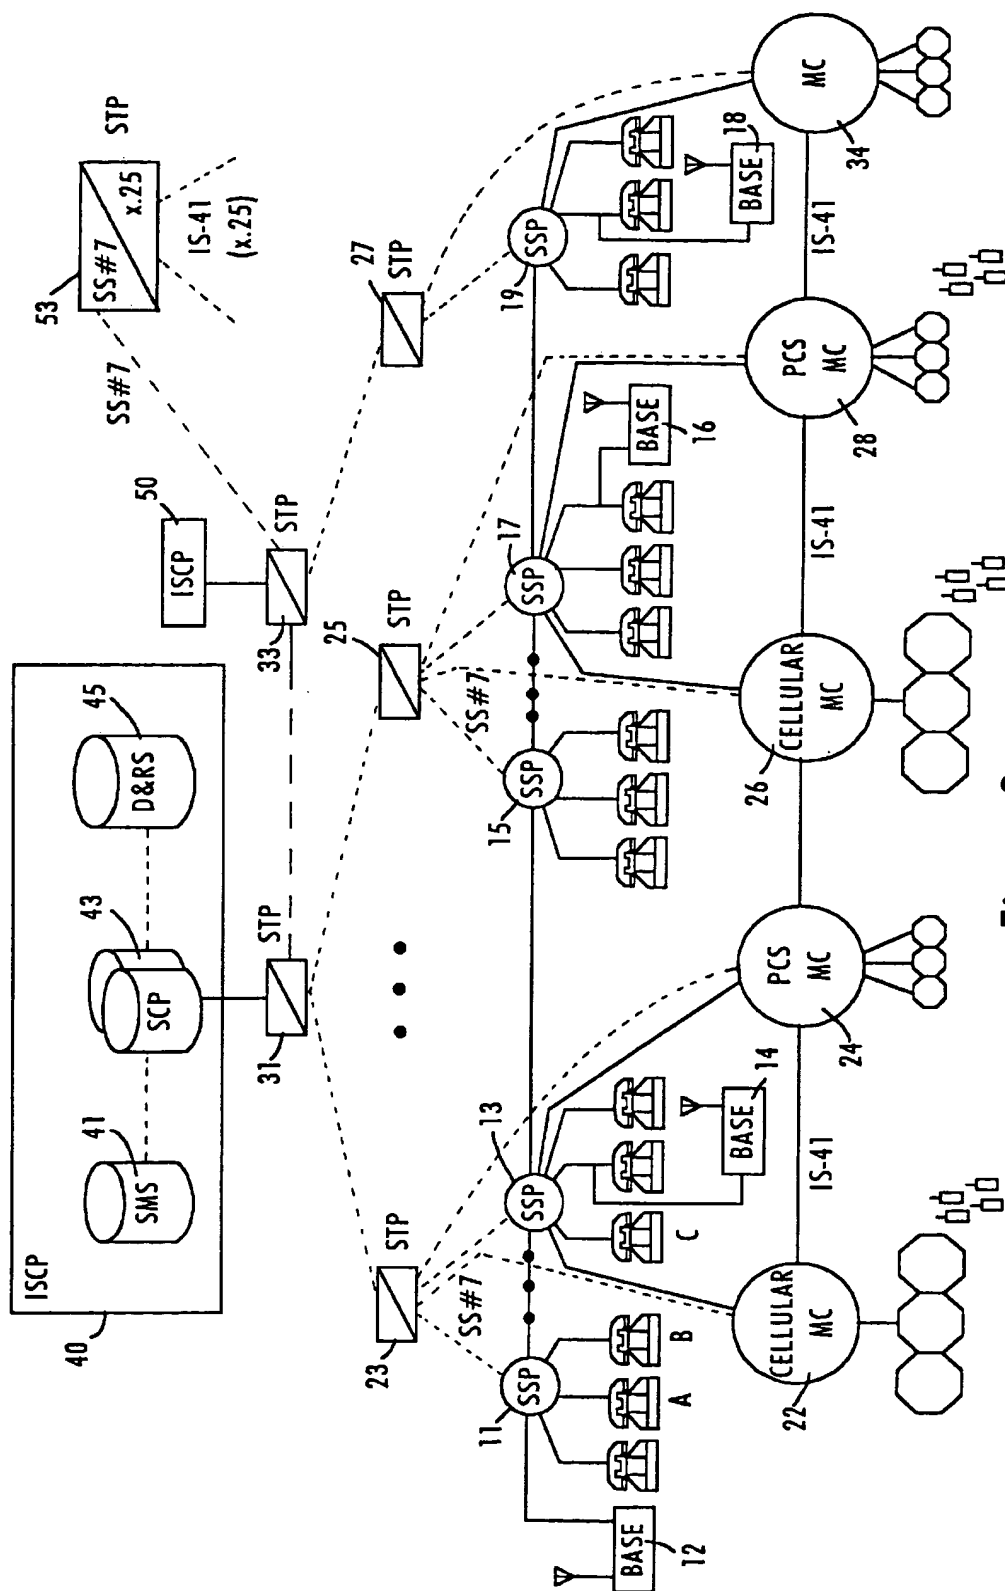 ISCP
40
SMS
41
SCP
43
D&RS
45
ISCP
50
53
SS#7
x.25
STP
SS#7
IS-41
(x.25)
31
STP
33
STP
23
STP
25
STP
27
STP
SS#7
SS#7
SSP
11
SSP
13
SSP
15
SSP
17
SSP
19
A
B
C
BASE
12
BASE
14
BASE
16
BASE
18
CELLULAR
MC
22
IS-41
PCS
MC
24
CELLULAR
MC
26
IS-41
PCS
MC
28
IS-41
MC
34